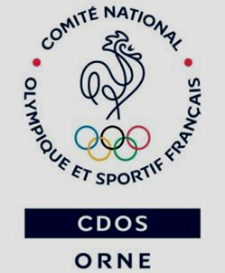 COMITÉ NATIONAL
OLYMPIQUE ET SPORTIF FRANÇAIS
CDOS
ORNE